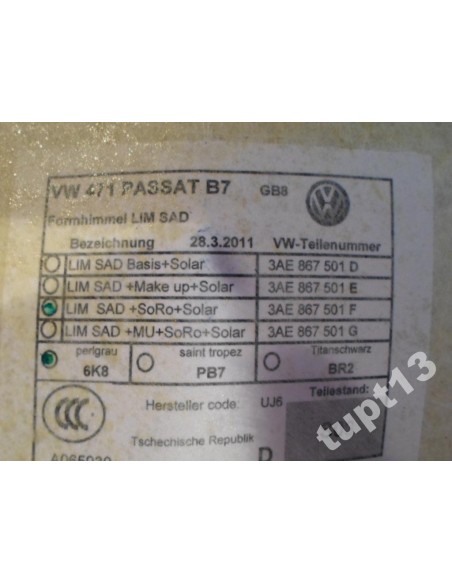 VW 471 PASSAT B7 GB8
Formhimmel LIM SAD
Bezeichnung 28.3.2011 VW-Teilenummer
LIM SAD Basis+Solar 3AE 867 501 D
LIM SAD +Make up+Solar 3AE 867 501 E
LIM SAD +SoRo+Solar 3AE 867 501 F
LIM SAD +MU+SoRo+Solar 3AE 867 501 G
perlgrau saint tropez Titanschwarz
6K8 PB7 BR2
Hersteller code: UJ6 Teilestand:
Tschechische Republik
A065930 D
tupt13